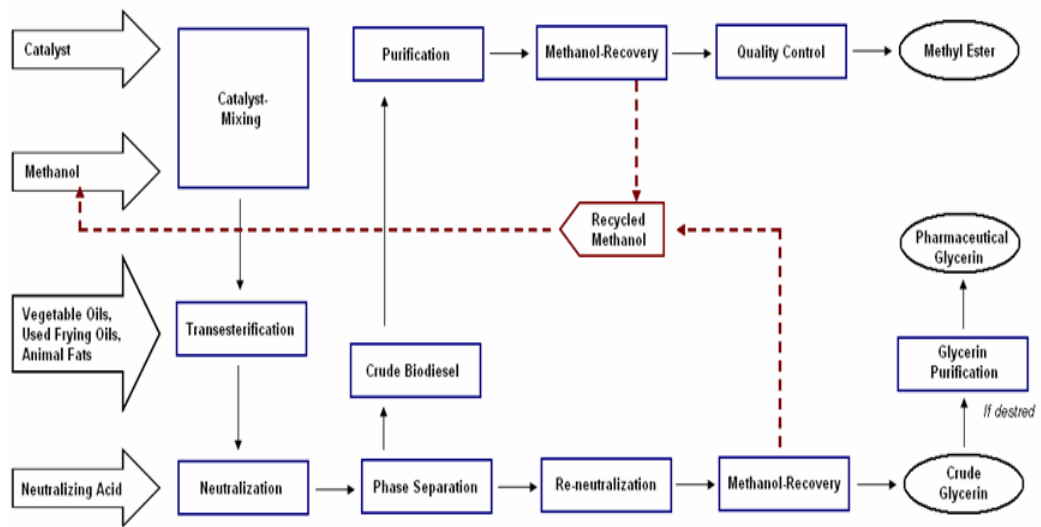 Catalyst
Catalyst-
Mixing
Purification
Methanol-Recovery
Quality Control
Methyl Ester
Methanol
Recycled
Methanol
Pharmaceutical
Glycerin
Vegetable Oils,
Used Frying Oils,
Animal Fats
Transesterification
Crude Biodiesel
Glycerin
Purification
If destred
Neutralizing Acid
Neutralization
Phase Separation
Re-neutralization
Methanol-Recovery
Crude
Glycerin